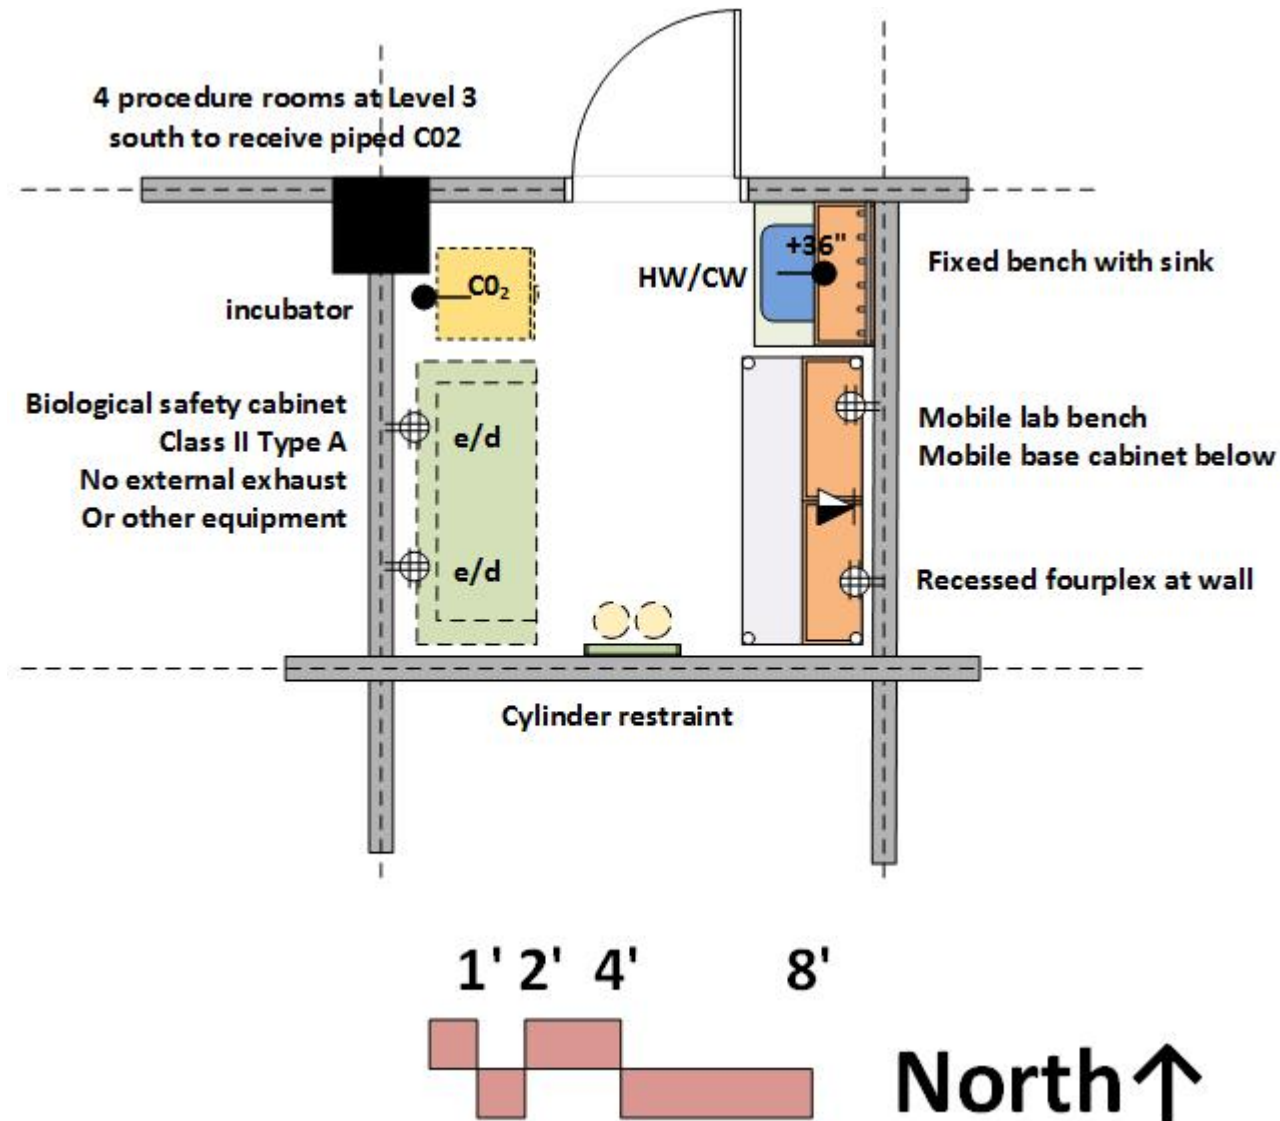 4 procedure rooms at Level 3
south to receive piped C02
+36"
HW/CW
C0₂
Fixed bench with sink
incubator
Biological safety cabinet
Class II Type A
No external exhaust
Or other equipment
e/d
e/d
Mobile lab bench
Mobile base cabinet below
Recessed fourplex at wall
Cylinder restraint
1' 2' 4' 8'
North